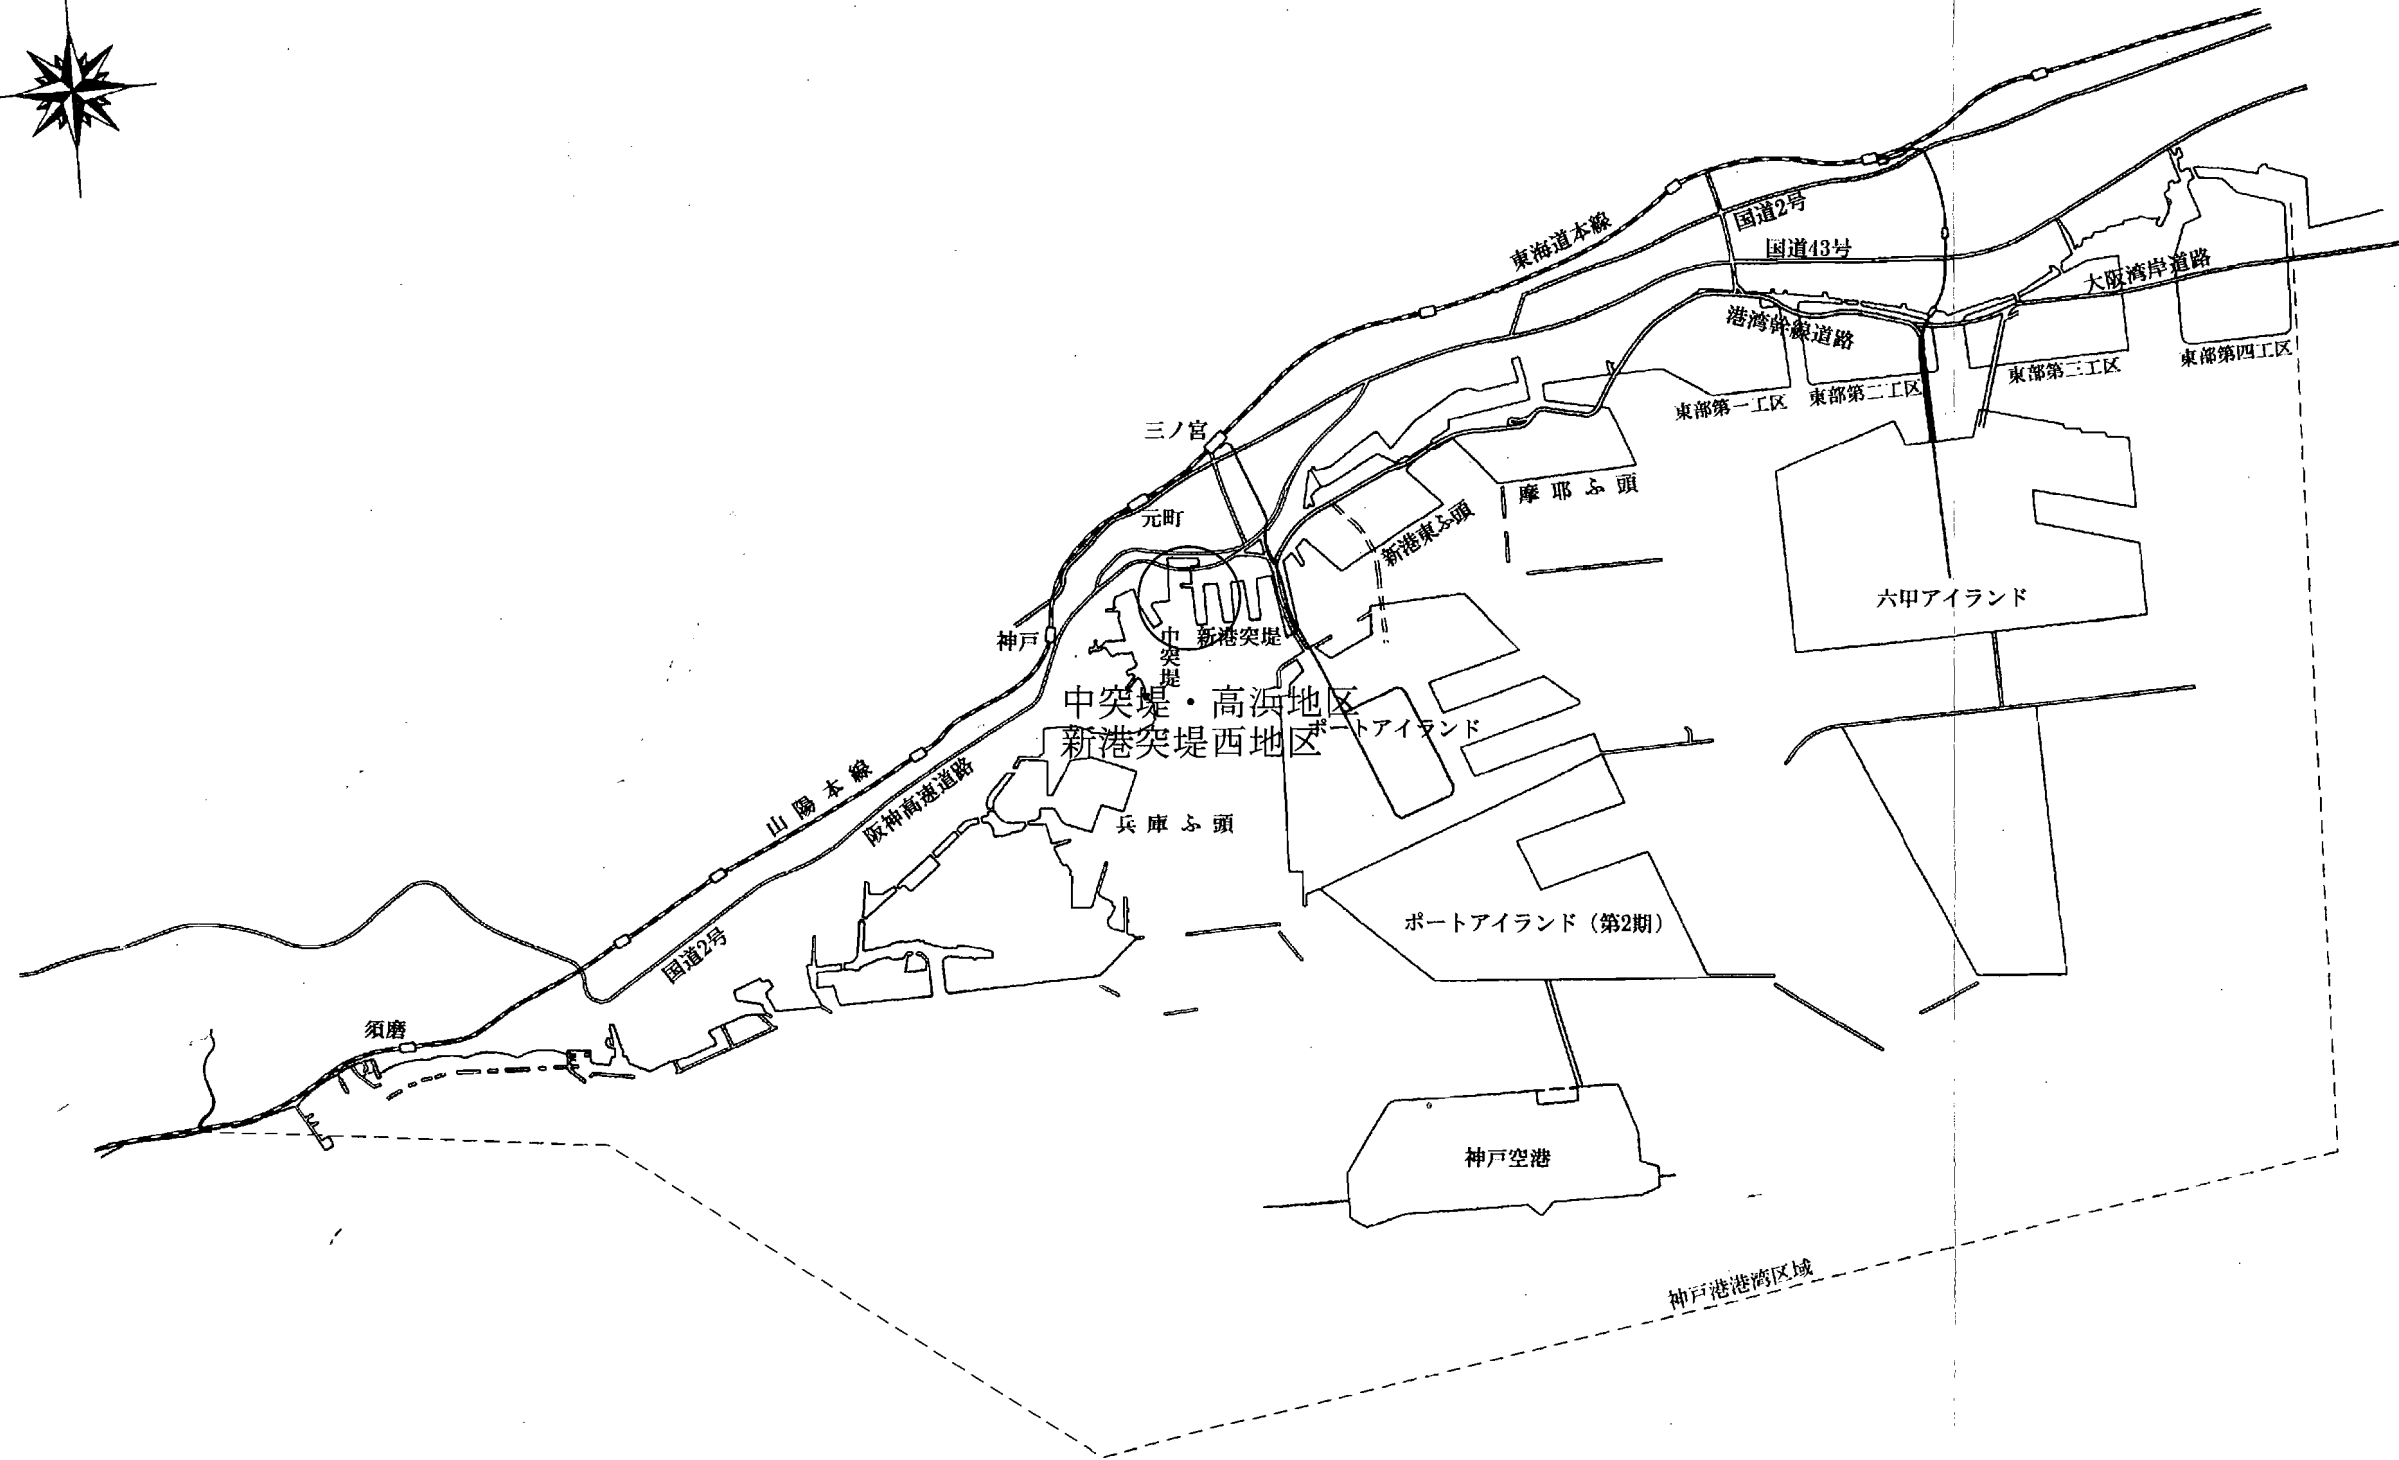 東海道本線
国道2号
国道43号
大阪湾岸道路
港湾幹線道路
東部第一工区
東部第二工区
東部第三工区
東部第四工区
三ノ宮
元町
摩耶ふ頭
新港東ふ頭
六甲アイランド
神戸
中突堤
新港突堤
中突堤・高浜地区
新港突堤西地区
ポートアイランド
山陽本線
阪神高速道路
兵庫ふ頭
国道2号
ポートアイランド（第2期）
須磨
神戸空港
神戸港港湾区域